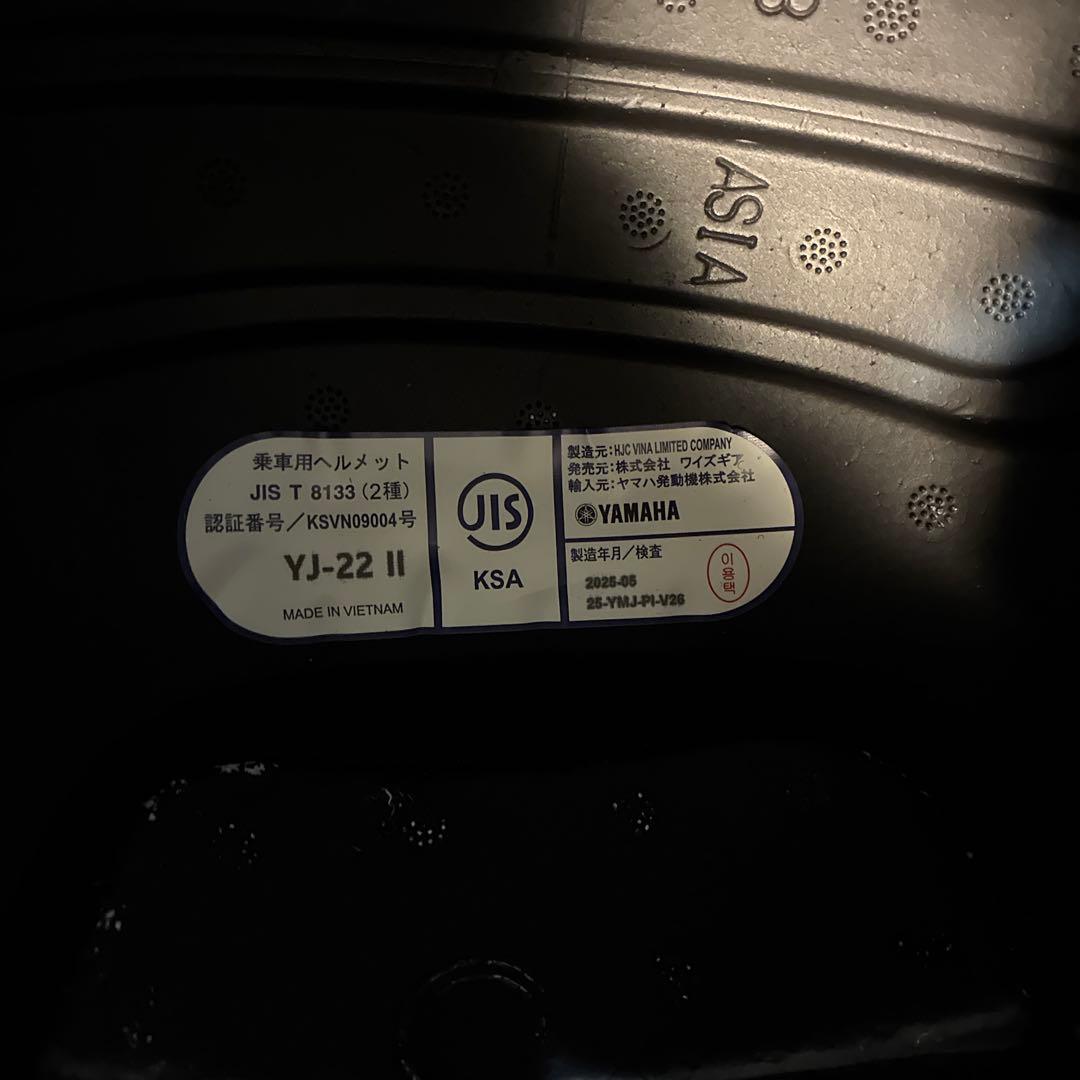 ASIA
乗車用ヘルメット
JIS T 8133(2種)
認証番号/KSVN09004号
YJ-22 II
MADE IN VIETNAM
JIS
KSA
製造元:HJC VINA LIMITED COMPANY
発売元:株式会社 ワイズギア
輸入元:ヤマハ発動機株式会社
YAMAHA
製造年月/検査
2025-05
25-YMJ-PI-V26
이용택